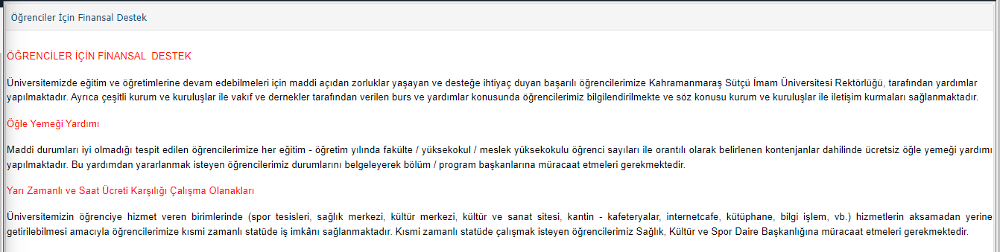 Öğrenciler İçin Finansal Destek
ÖĞRENCİLER İÇİN FİNANSAL DESTEK
Üniversitemizde eğitim ve öğretimlerine devam edebilmeleri için maddi açıdan zorluklar yaşayan ve desteğe ihtiyaç duyan başarılı öğrencilerimize Kahramanmaraş Sütçü İmam Üniversitesi Rektörlüğü, tarafından yardımlar
yapılmaktadır. Ayrıca çeşitli kurum ve kuruluşlar ile vakıf ve dernekler tarafından verilen burs ve yardımlar konusunda öğrencilerimiz bilgilendirilmekte ve söz konusu kurum ve kuruluşlar ile iletişim kurmaları sağlanmaktadır.
Öğle Yemeği Yardımı
Maddi durumları iyi olmadığı tespit edilen öğrencilerimize her eğitim - öğretim yılında fakülte / yüksekokul / meslek yüksekokulu öğrenci sayıları ile orantılı olarak belirlenen kontenjanlar dahilinde ücretsiz öğle yemeği yardımı
yapılmaktadır. Bu yardımdan yararlanmak isteyen öğrencilerimiz durumlarını belgeleyerek bölüm / program başkanlarına müracaat etmeleri gerekmektedir.
Yarı Zamanlı ve Saat Ücreti Karşılığı Çalışma Olanakları
Üniversitemizin öğrenciye hizmet veren birimlerinde (spor tesisleri, sağlık merkezi, kültür merkezi, kültür ve sanat sitesi, kantin - kafeteryalar, internetcafe, kütüphane, bilgi işlem, vb.) hizmetlerin aksamadan yerine
getirilebilmesi amacıyla öğrencilerimize kısmi zamanlı statüde iş imkânı sağlanmaktadır. Kısmi zamanlı statüde çalışmak isteyen öğrencilerimiz Sağlık, Kültür ve Spor Daire Başkanlığına müracaat etmeleri gerekmektedir.